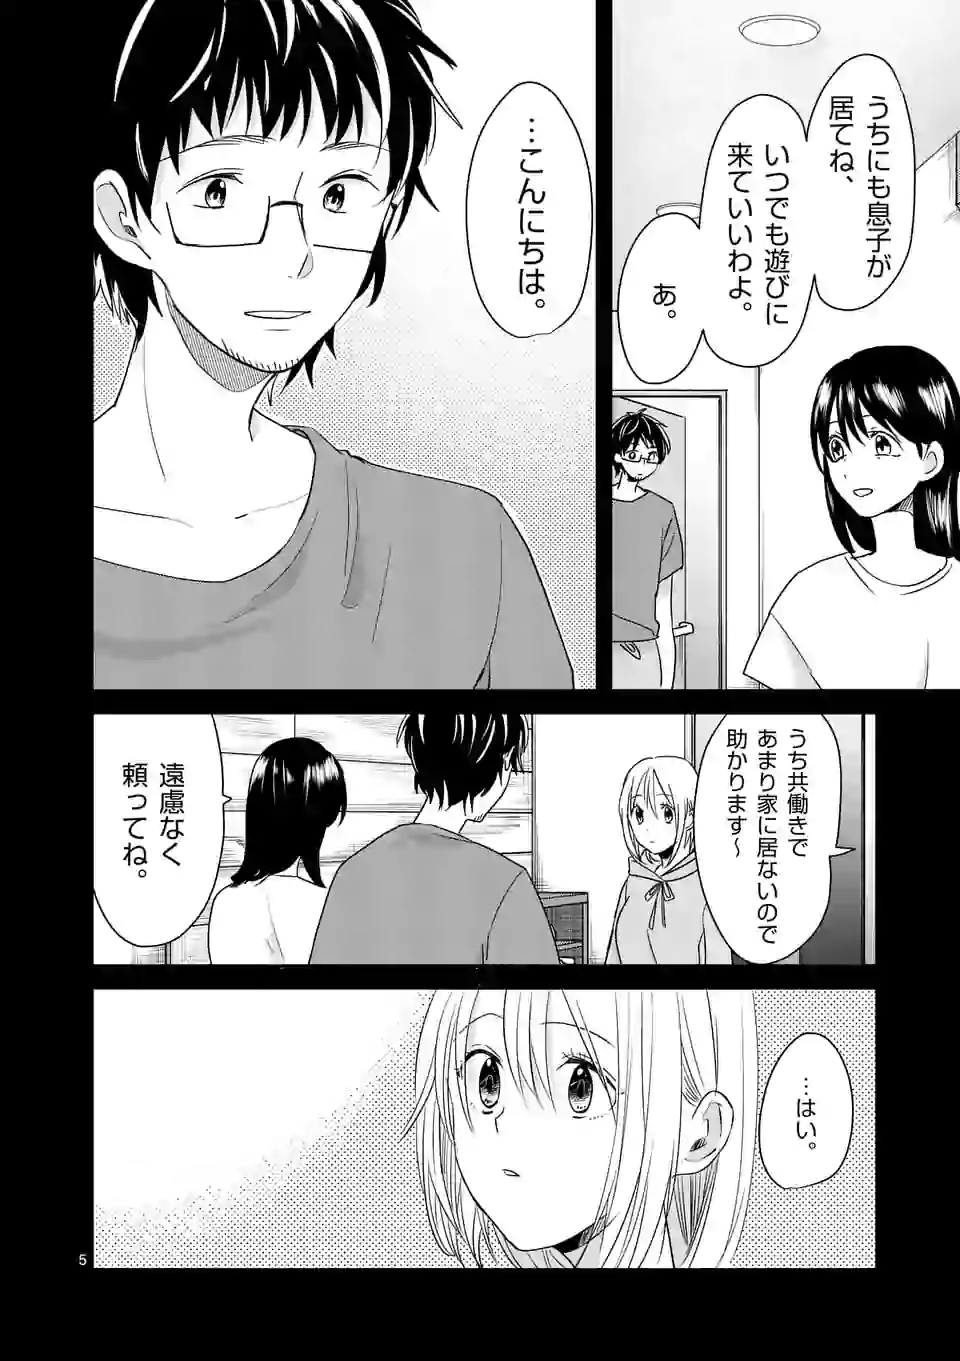 うちにも息子が
居てね、
いつでも遊びに
来ていいわよ。
あ。
…こんにちは。
うち共働きで
あまり家に居ないので
助かります〜
遠慮なく
頼ってね。
…はい。
5